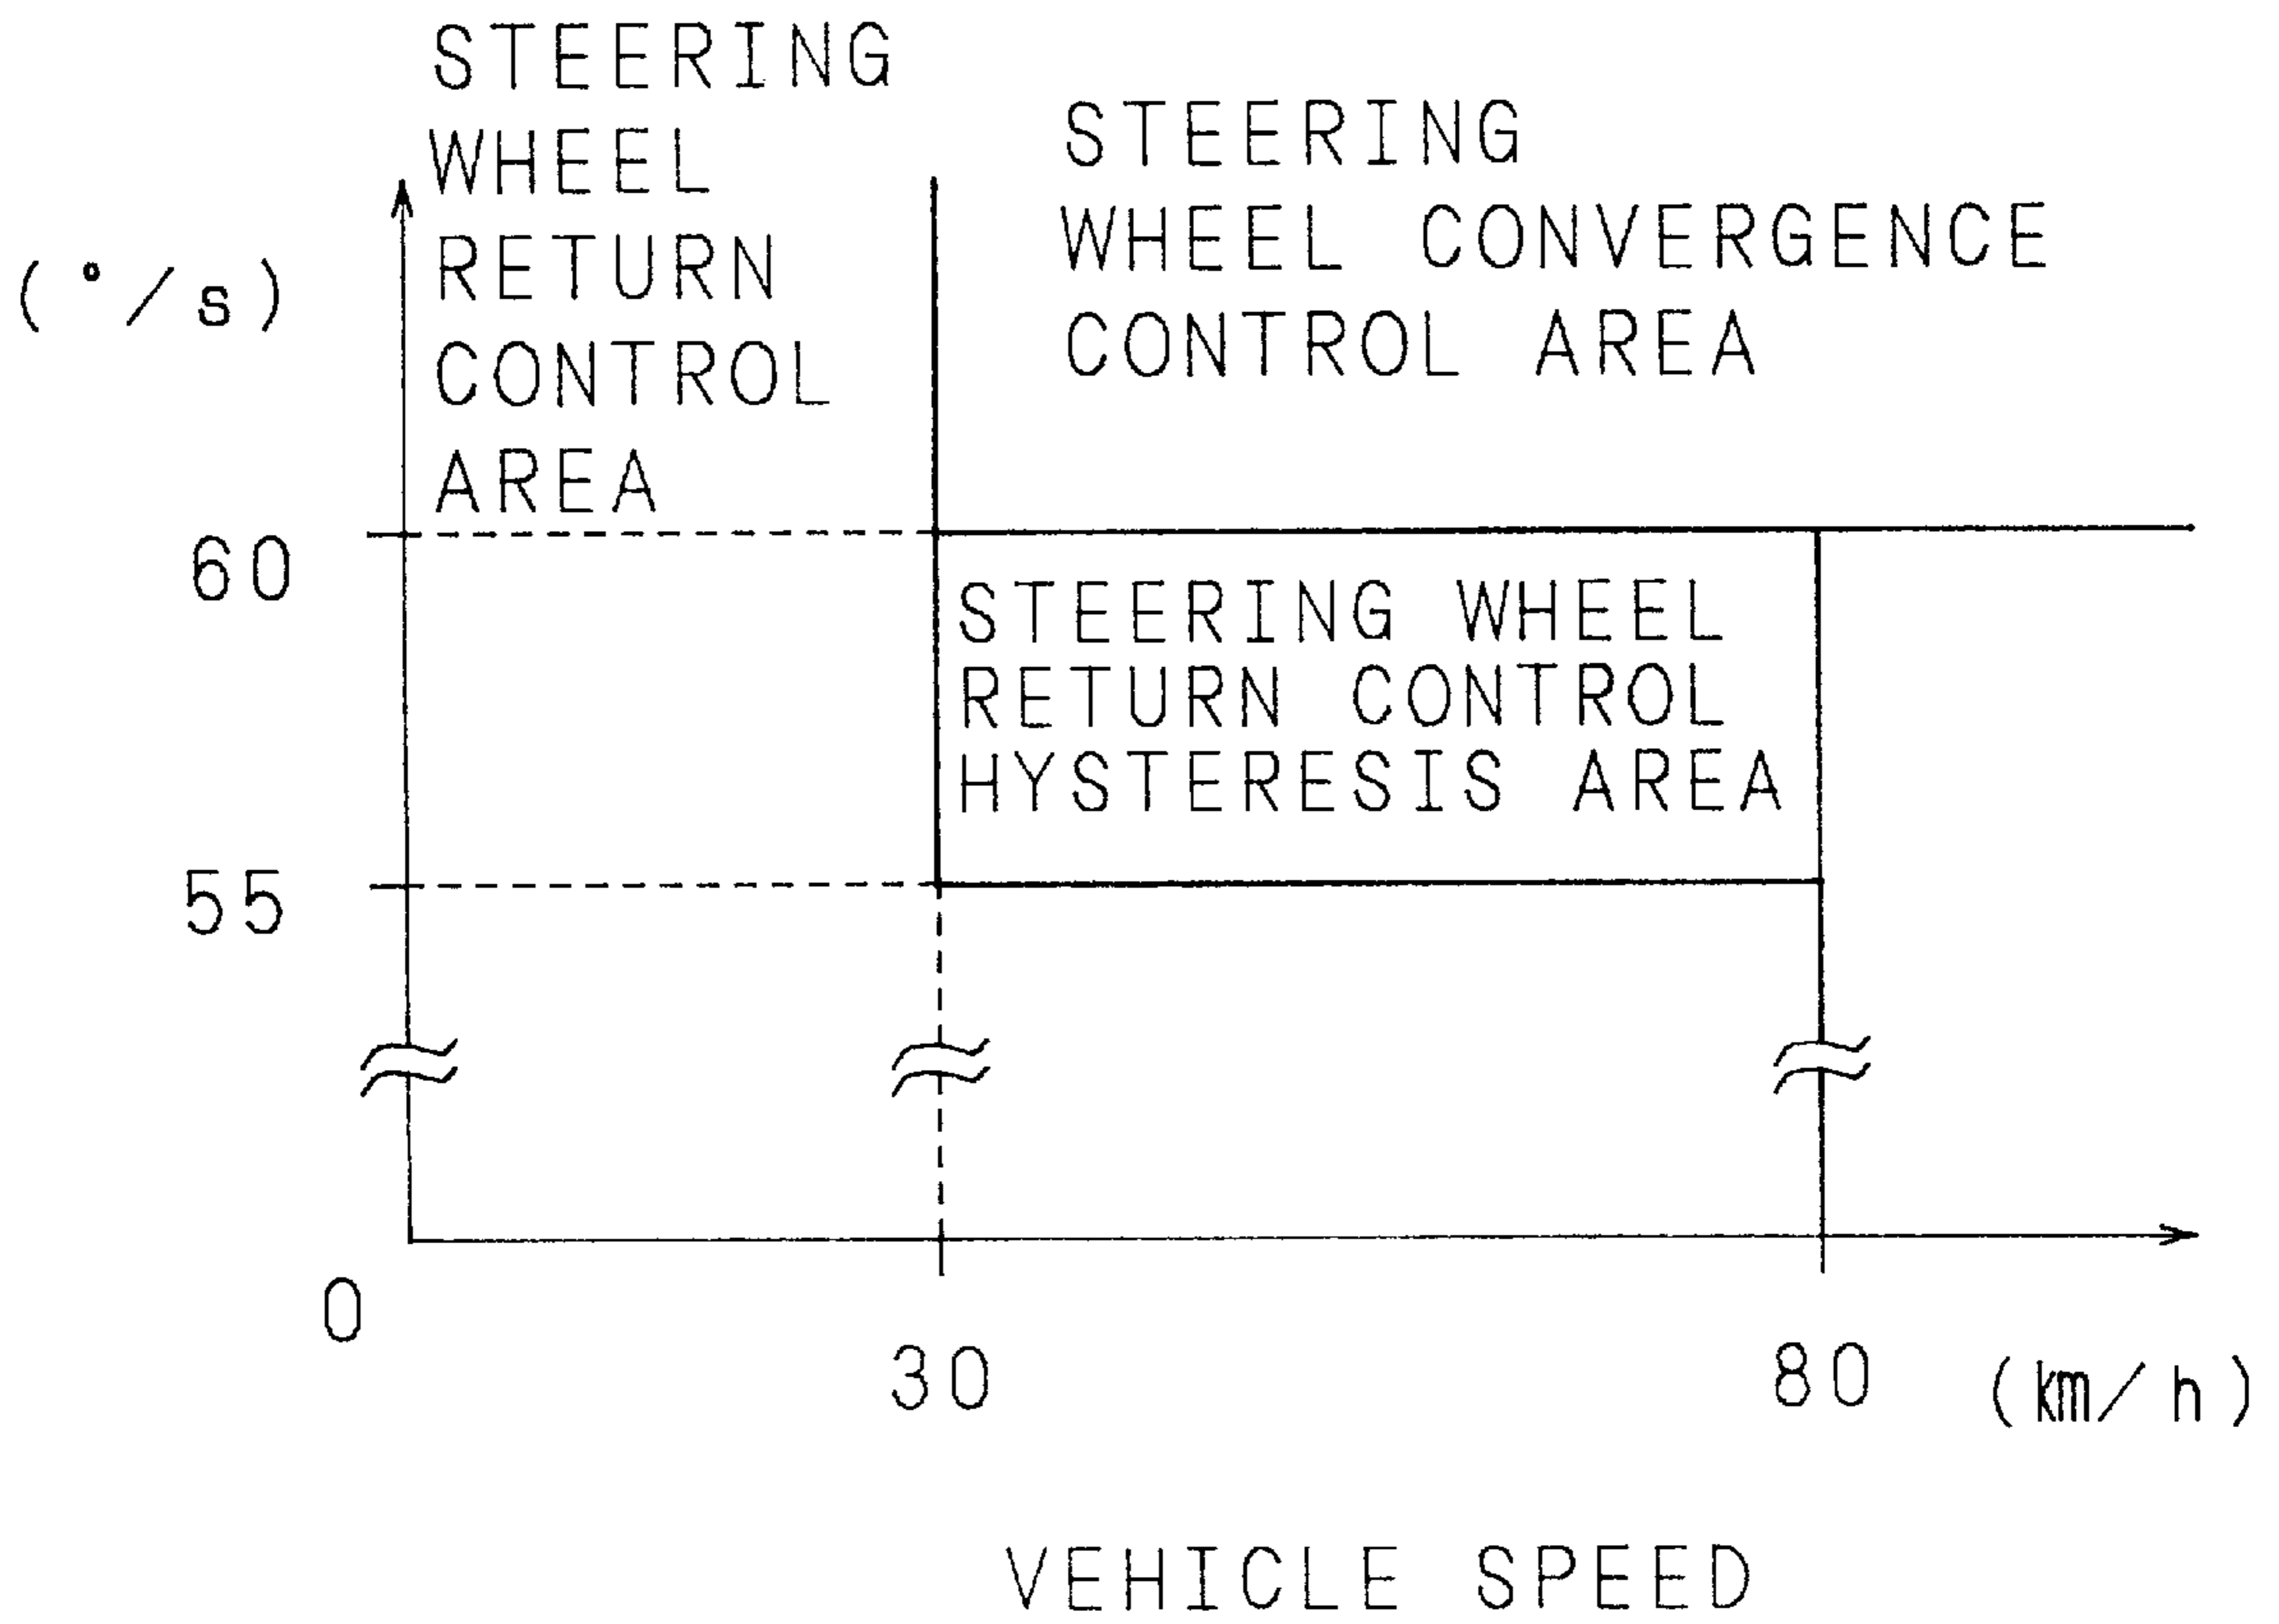 STEERING
WHEEL
RETURN
CONTROL
AREA
STEERING
WHEEL CONVERGENCE
CONTROL AREA
(°/s)
60
STEERING WHEEL
RETURN CONTROL
HYSTERESIS AREA
55
0
30
80
(km/h)
VEHICLE SPEED